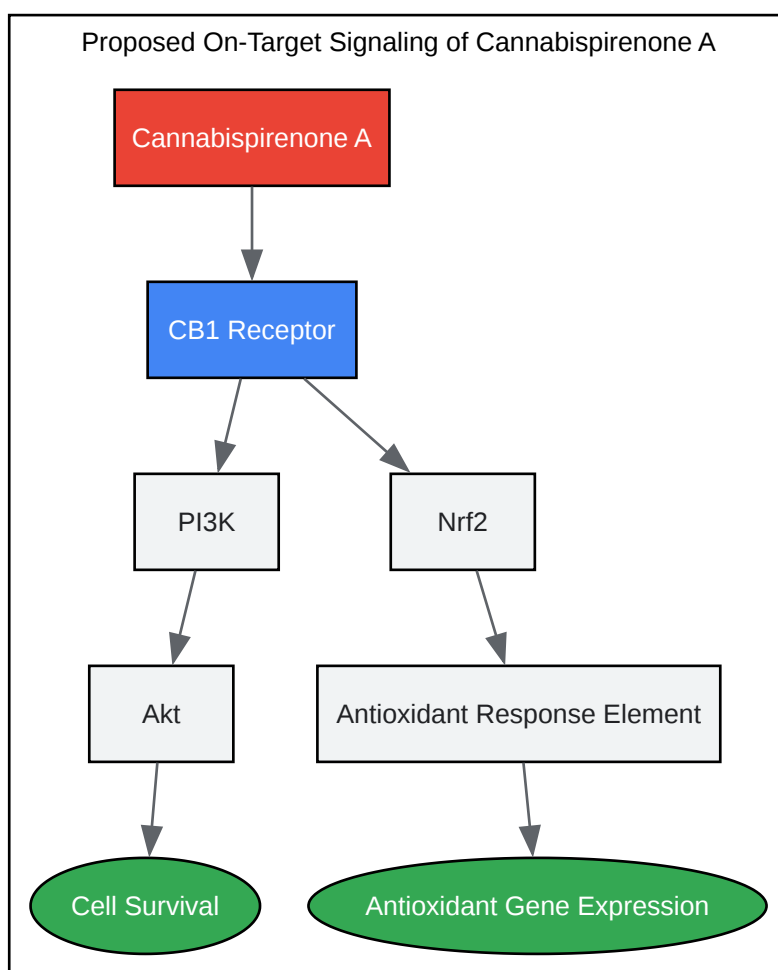 Proposed On-Target Signaling of Cannabispirenone A
Cannabispirenone A
CB1 Receptor
PI3K
Nrf2
Akt
Antioxidant Response Element
Cell Survival
Antioxidant Gene Expression